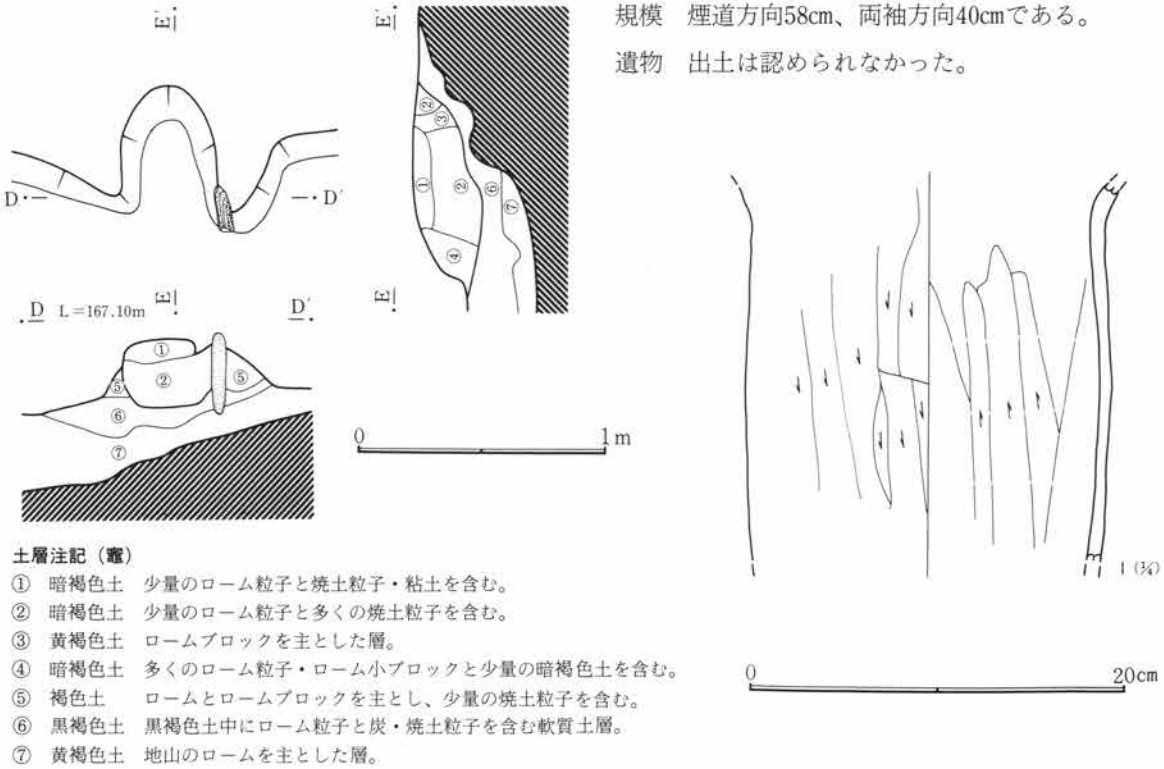 規模　煙道方向58cm、両袖方向40cmである。
遺物　出土は認められなかった。
E′
E′
D
D′
②
③
①
②
⑥
⑦
④
E
E
D　L＝167.10m
D′
①
②
⑤
⑤
⑥
⑦
0　1m
土層注記（竈）
①　暗褐色土　少量のローム粒子と焼土粒子・粘土を含む。
②　暗褐色土　少量のローム粒子と多くの焼土粒子を含む。
③　黄褐色土　ロームブロックを主とした層。
④　暗褐色土　多くのローム粒子・ローム小ブロックと少量の暗褐色土を含む。
⑤　褐色土　ロームとロームブロックを主とし、少量の焼土粒子を含む。
⑥　黒褐色土　黒褐色土中にローム粒子と炭・焼土粒子を含む軟質土層。
⑦　黄褐色土　地山のロームを主とした層。
1
0　20cm